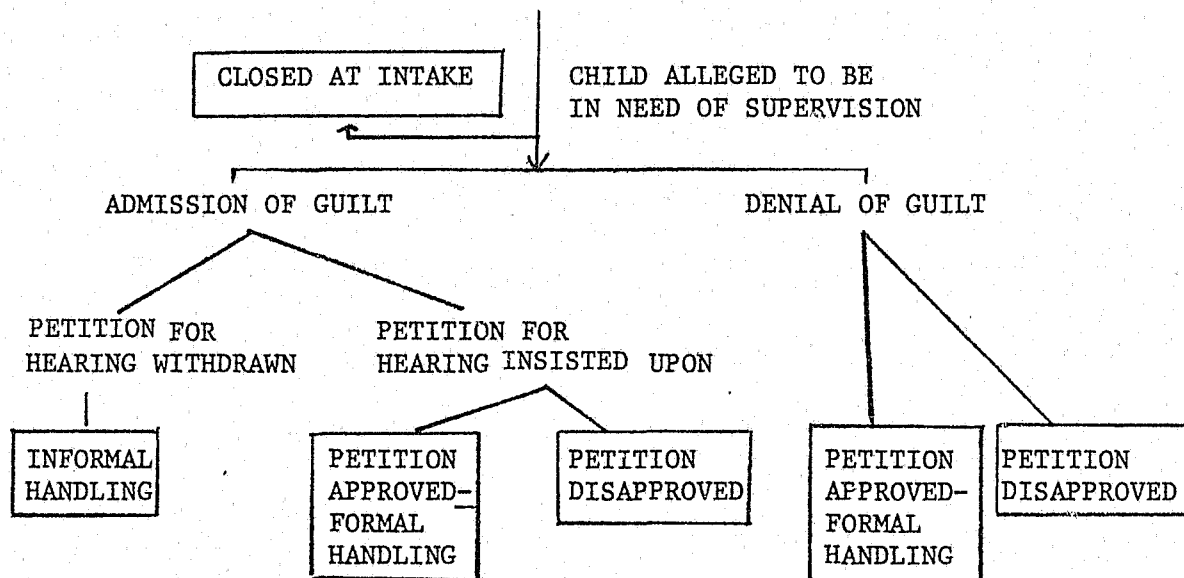 CLOSED AT INTAKE
CHILD ALLEGED TO BE
IN NEED OF SUPERVISION
ADMISSION OF GUILT
DENIAL OF GUILT
PETITION FOR
HEARING WITHDRAWN
PETITION FOR
HEARING INSISTED UPON
INFORMAL
HANDLING
PETITION
APPROVED-
FORMAL
HANDLING
PETITION
DISAPPROVED
PETITION
APPROVED-
FORMAL
HANDLING
PETITION
DISAPPROVED